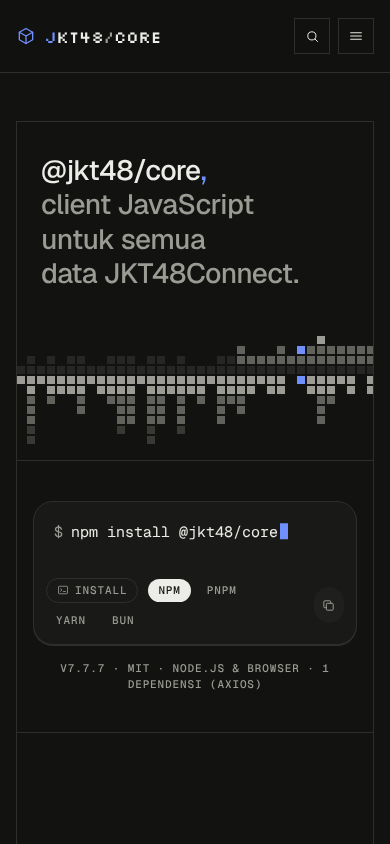 JKT48/CORE
@jkt48/core,
client JavaScript
untuk semua
data JKT48Connect.
$ npm install @jkt48/core
INSTALL NPM PNPM
YARN BUN
V7.7.7 · MIT · NODE.JS & BROWSER · 1
DEPENDENSI (AXIOS)